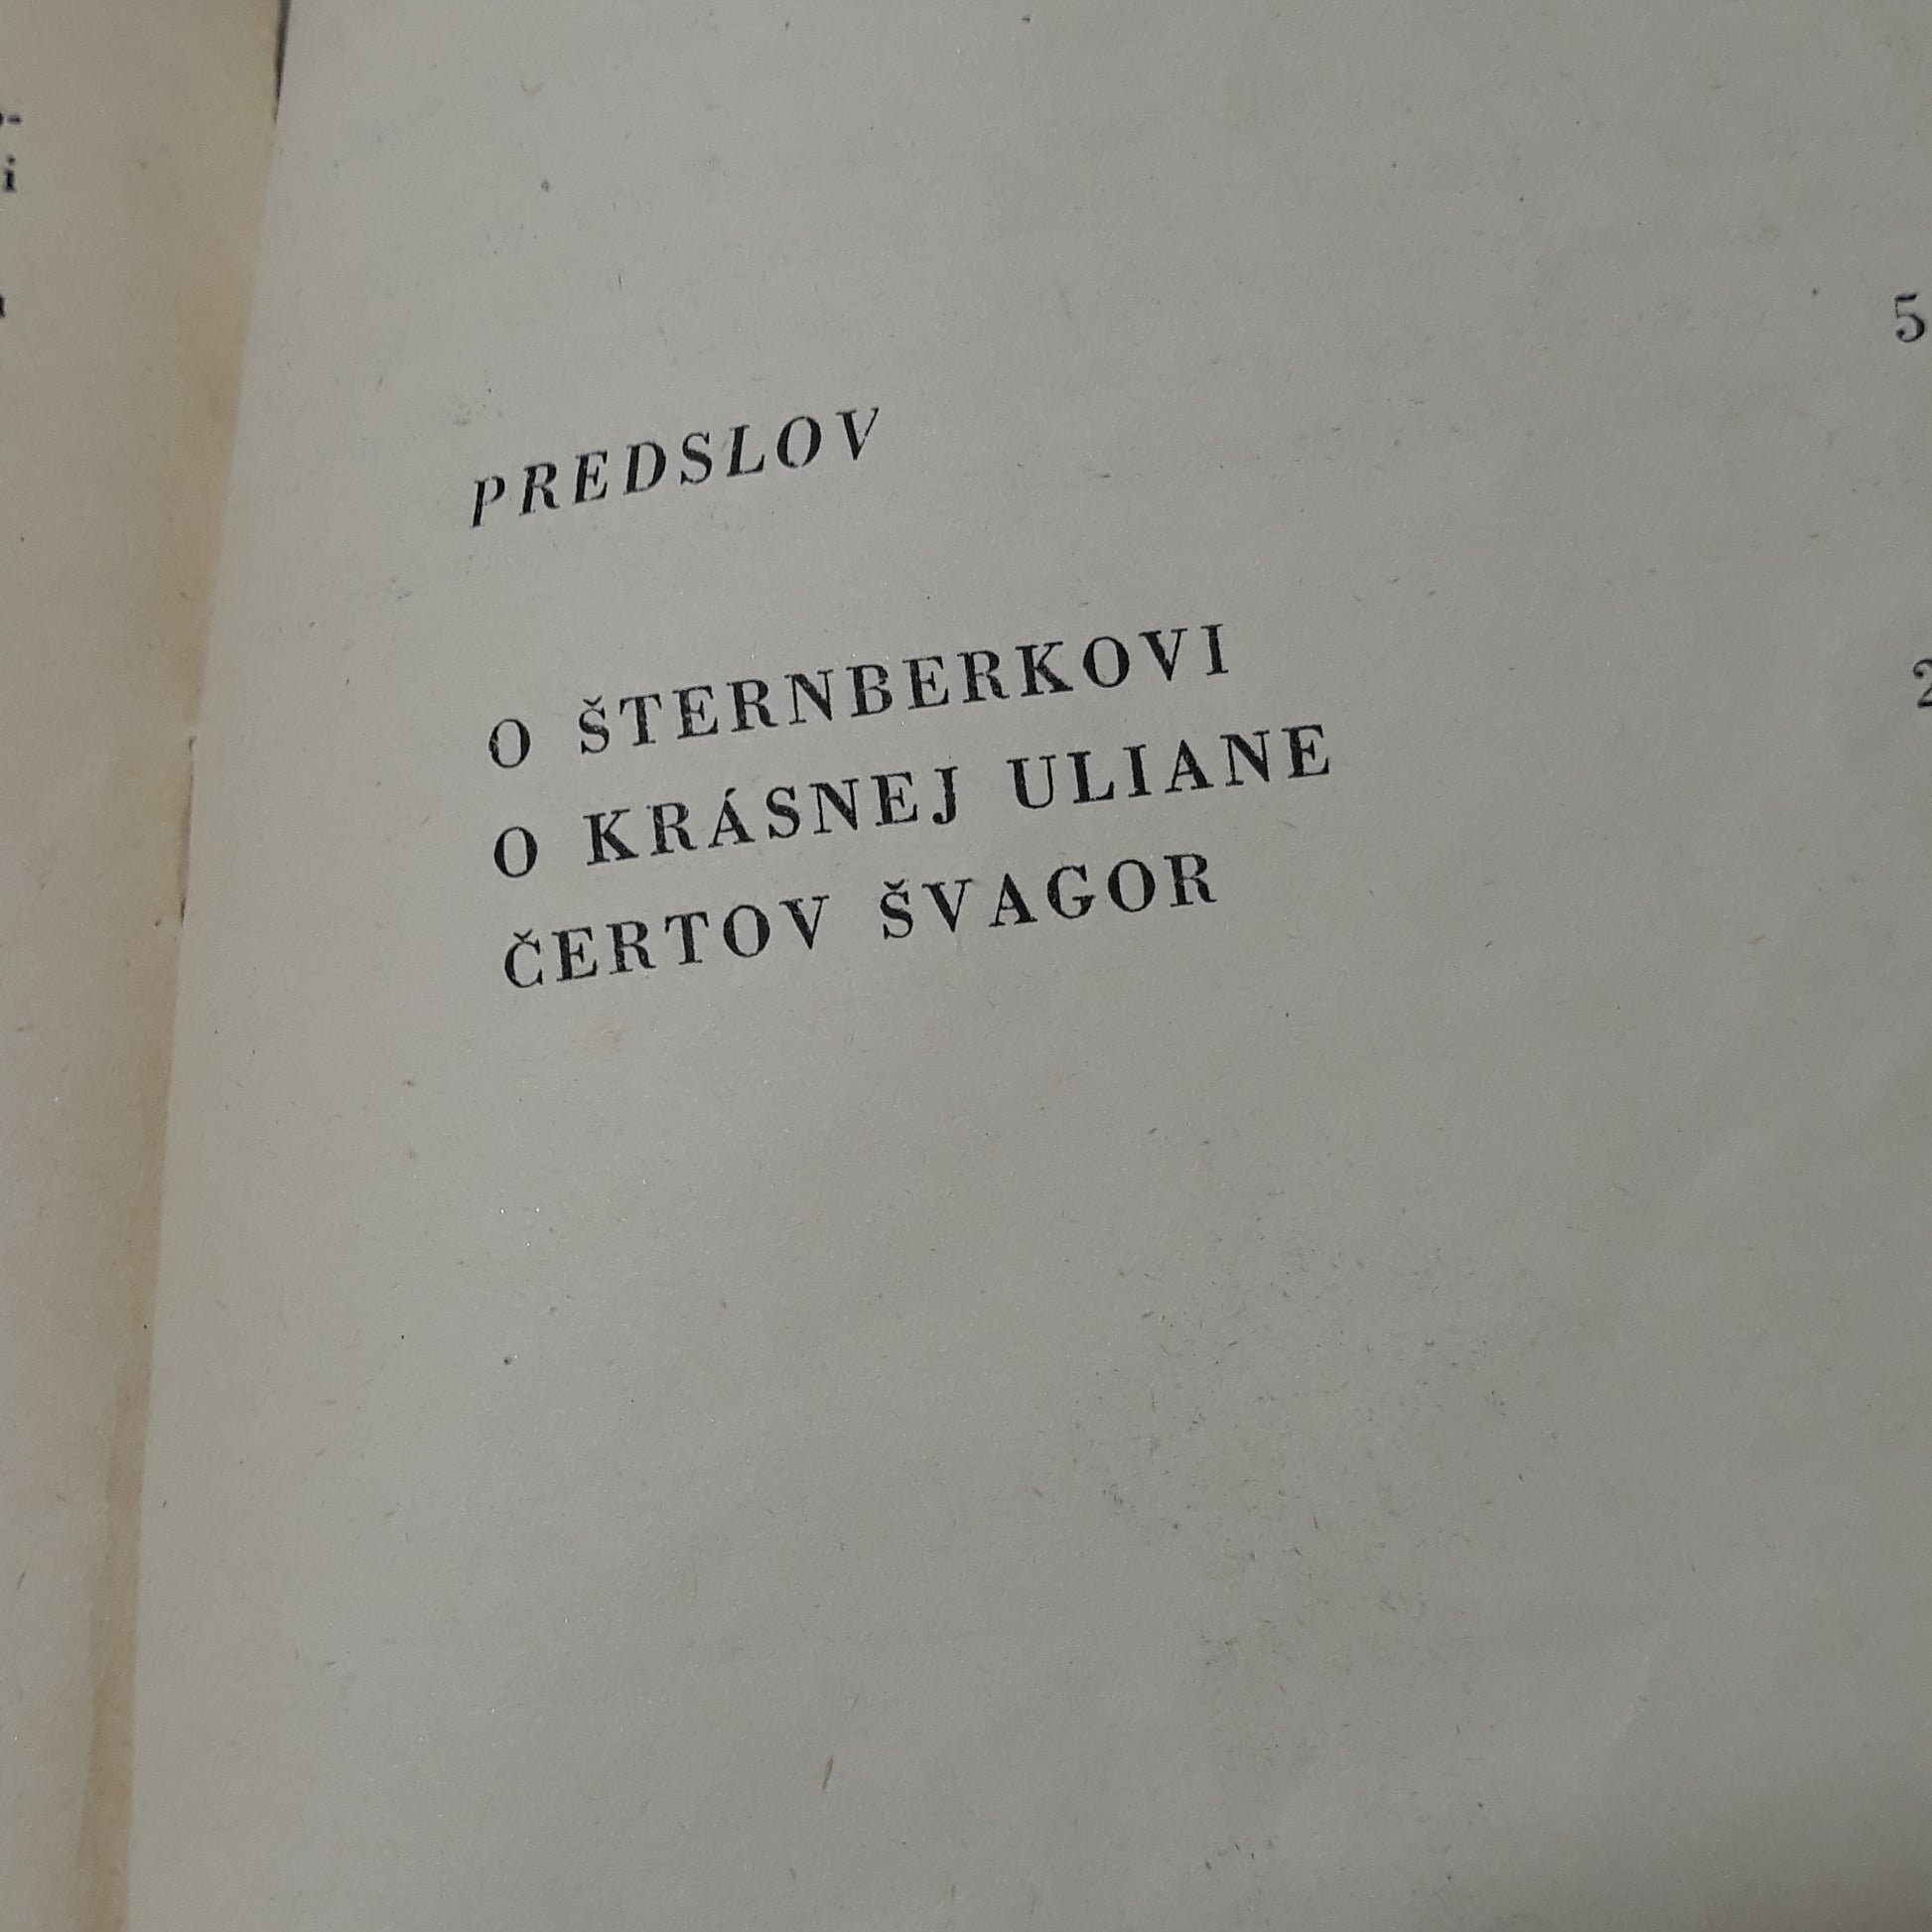 PREDSLOV
5
O ŠTERNBERKOVI
O KRÁSNEJ ULIANE
ČERTOV ŠVAGOR